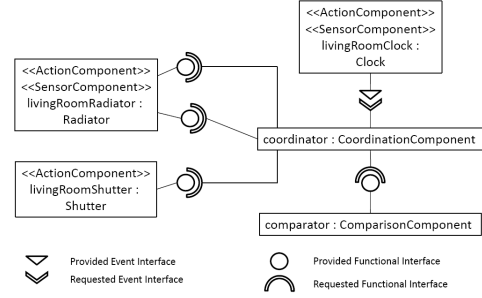 <<ActionComponent>>
<<SensorComponent>>
livingRoomClock :
Clock
<<ActionComponent>>
<<SensorComponent>>
livingRoomRadiator :
Radiator
coordinator : CoordinationComponent
<<ActionComponent>>
livingRoomShutter :
Shutter
comparator : ComparisonComponent
Provided Event Interface
Requested Event Interface
Provided Functional Interface
Requested Functional Interface